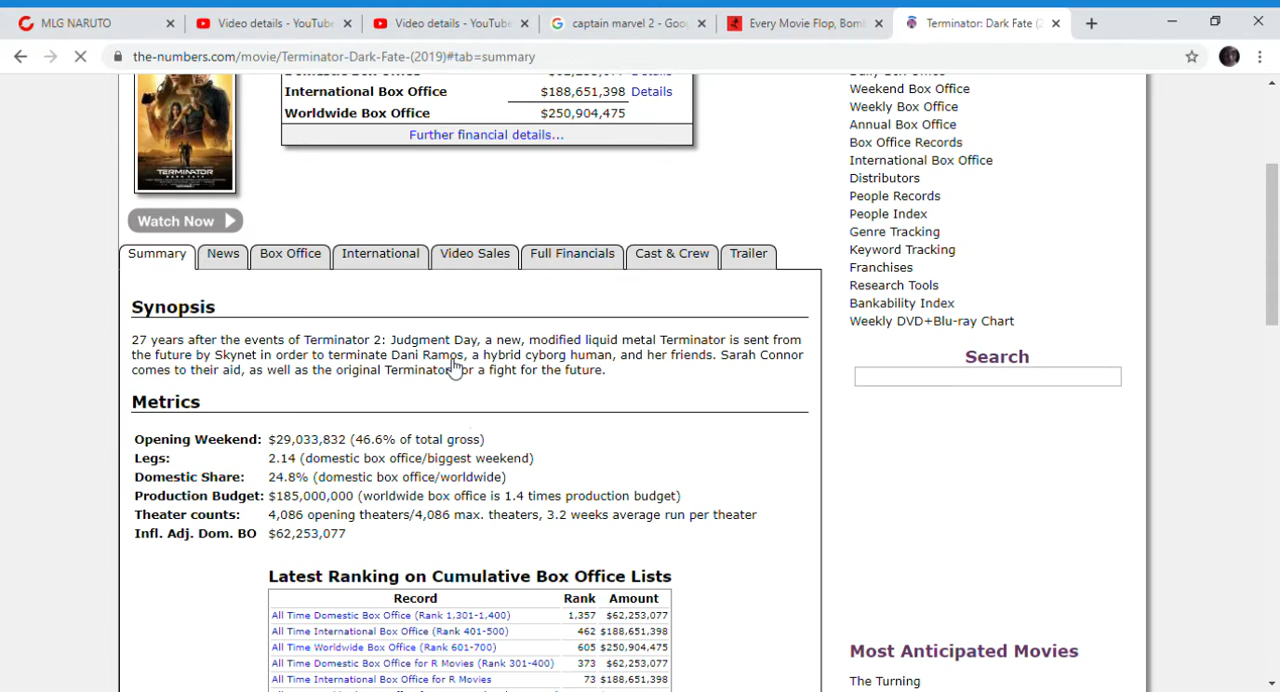 MLG NARUTO
Video details - YouTube
Video details - YouTube
captain marvel 2 - Goo
Every Movie Flop, Bom
Terminator: Dark Fate (2
the-numbers.com/movie/Terminator-Dark-Fate-(2019)#tab=summary
International Box Office $188,651,398 Details
Worldwide Box Office $250,904,475
Further financial details...
TERMINATOR
Watch Now
Summary News Box Office International Video Sales Full Financials Cast & Crew Trailer
Synopsis
27 years after the events of Terminator 2: Judgment Day, a new, modified liquid metal Terminator is sent from
the future by Skynet in order to terminate Dani Ramos, a hybrid cyborg human, and her friends. Sarah Connor
comes to their aid, as well as the original Terminator for a fight for the future.
Metrics
Opening Weekend: $29,033,832 (46.6% of total gross)
Legs: 2.14 (domestic box office/biggest weekend)
Domestic Share: 24.8% (domestic box office/worldwide)
Production Budget: $185,000,000 (worldwide box office is 1.4 times production budget)
Theater counts: 4,086 opening theaters/4,086 max. theaters, 3.2 weeks average run per theater
Infl. Adj. Dom. BO $62,253,077
Latest Ranking on Cumulative Box Office Lists
Record Rank Amount
All Time Domestic Box Office (Rank 1,301-1,400) 1,357 $62,253,077
All Time International Box Office (Rank 401-500) 462 $188,651,398
All Time Worldwide Box Office (Rank 601-700) 605 $250,904,475
All Time Domestic Box Office for R Movies (Rank 301-400) 373 $62,253,077
All Time International Box Office for R Movies 73 $188,651,398
Weekend Box Office
Weekly Box Office
Annual Box Office
Box Office Records
International Box Office
Distributors
People Records
People Index
Genre Tracking
Keyword Tracking
Franchises
Research Tools
Bankability Index
Weekly DVD+Blu-ray Chart
Search
Most Anticipated Movies
The Turning